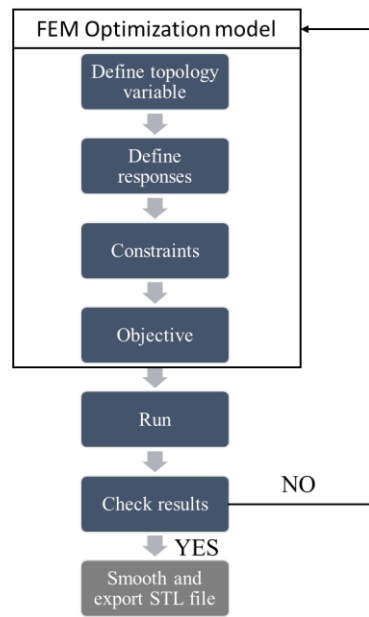 FEM Optimization model
Define topology
variable
Define
responses
Constraints
Objective
Run
Check results
NO
YES
Smooth and
export STL file